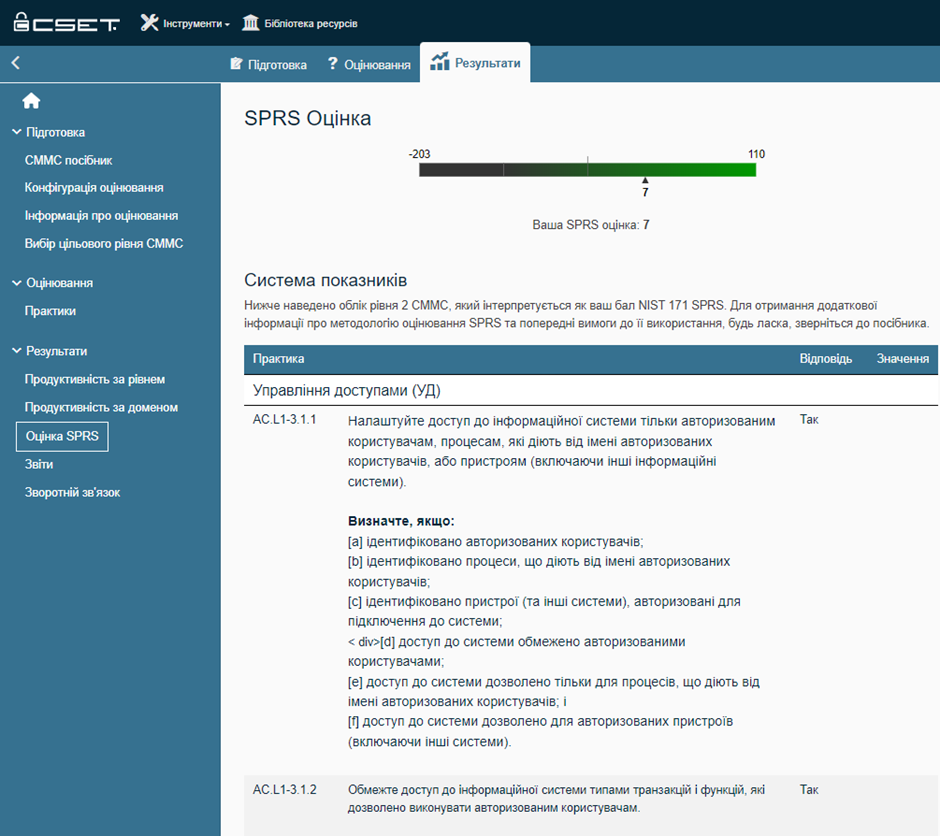 CSET Інструменти Бібліотека ресурсів
Підготовка ? Оцінювання Результати
Підготовка
CMMC посібник
Конфігурація оцінювання
Інформація про оцінювання
Вибір цільового рівня CMMC
Оцінювання
Практики
Результати
Продуктивність за рівнем
Продуктивність за доменом
Оцінка SPRS
Звіти
Зворотній зв'язок
SPRS Оцінка
-203 110
7
Ваша SPRS оцінка: 7
Система показників
Нижче наведено облік рівня 2 CMMC, який інтерпретується як ваш бал NIST 171 SPRS. Для отримання додаткової
інформації про методологію оцінювання SPRS та попередні вимоги до її використання, будь ласка, зверніться до посібника.
Практика Відповідь Значення
Управління доступами (УД)
AC.L1-3.1.1 Налаштуйте доступ до інформаційної системи тільки авторизованим Так
користувачам, процесам, які діють від імені авторизованих
користувачів, або пристроям (включаючи інші інформаційні
системи).
Визначте, якщо:
[a] ідентифіковано авторизованих користувачів;
[b] ідентифіковано процеси, що діють від імені авторизованих
користувачів;
[c] ідентифіковано пристрої (та інші системи), авторизовані для
підключення до системи;
< div>[d] доступ до системи обмежено авторизованими
користувачами;
[e] доступ до системи дозволено тільки для процесів, що діють від
імені авторизованих користувачів; і
[f] доступ до системи дозволено для авторизованих пристроїв
(включаючи інші системи).
AC.L1-3.1.2 Обмежте доступ до інформаційної системи типами транзакцій і функцій, які Так
дозволено виконувати авторизованим користувачам.